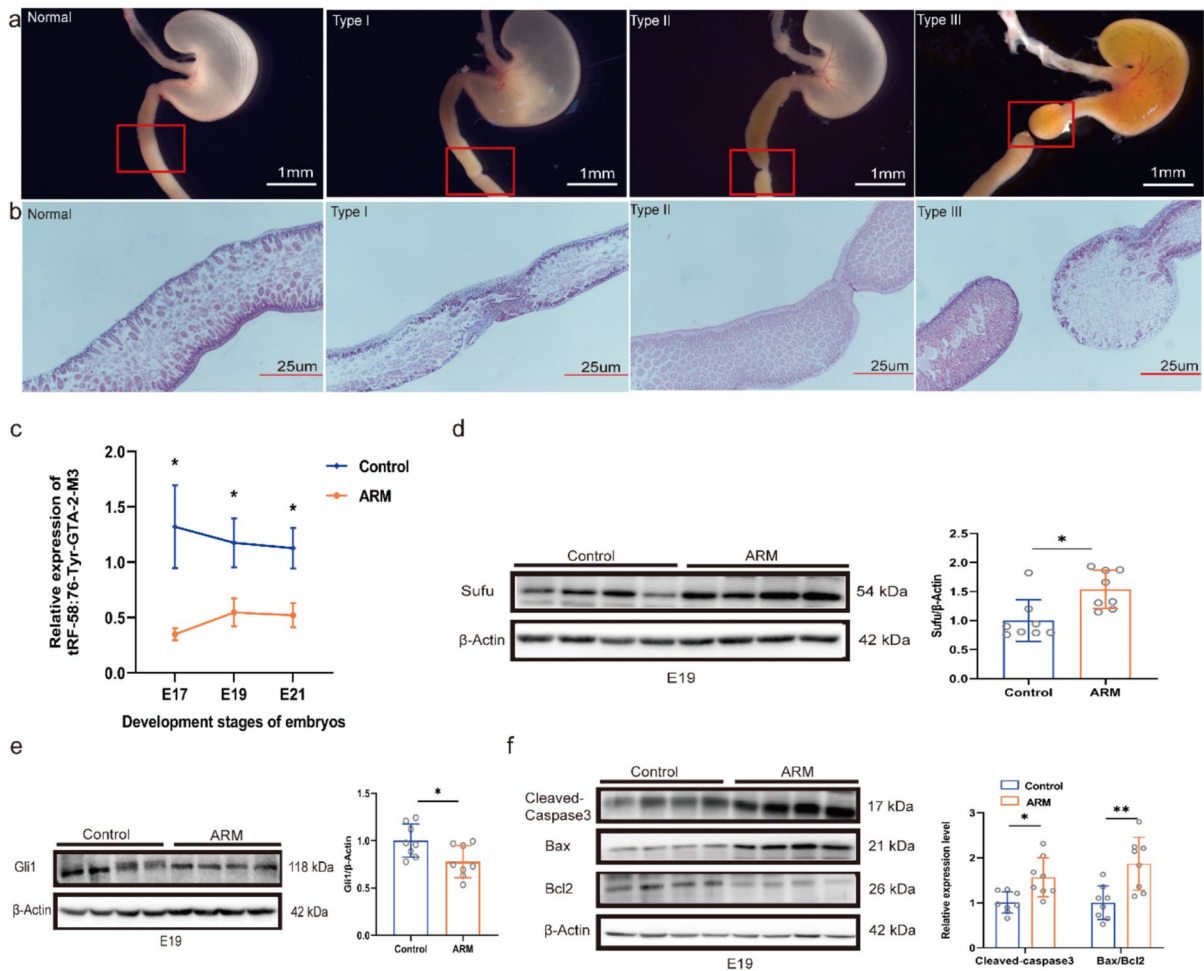 a
Normal
Type I
Type II
Type III
1mm
1mm
1mm
1mm
b
Normal
Type I
Type II
Type III
25um
25um
25um
25um
c
Relative expression of
tRF-58:76-Tyr-GTA-2-M3
2.0
1.5
1.0
0.5
0.0
*
*
*
E17
E19
E21
Development stages of embryos
Control
ARM
d
Control
ARM
Sufu
54 kDa
β-Actin
42 kDa
E19
Sufu/β-Actin
2.5
2.0
1.5
1.0
0.5
0.0
*
Control
ARM
e
Control
ARM
Gli1
118 kDa
β-Actin
42 kDa
E19
Gli1/β-Actin
1.5
1.0
0.5
0.0
*
Control
ARM
f
Control
ARM
Cleaved-
Caspase3
17 kDa
Bax
21 kDa
Bcl2
26 kDa
β-Actin
42 kDa
E19
Control
ARM
Relative expression level
3
2
1
0
*
**
Cleaved-caspase3
Bax/Bcl2